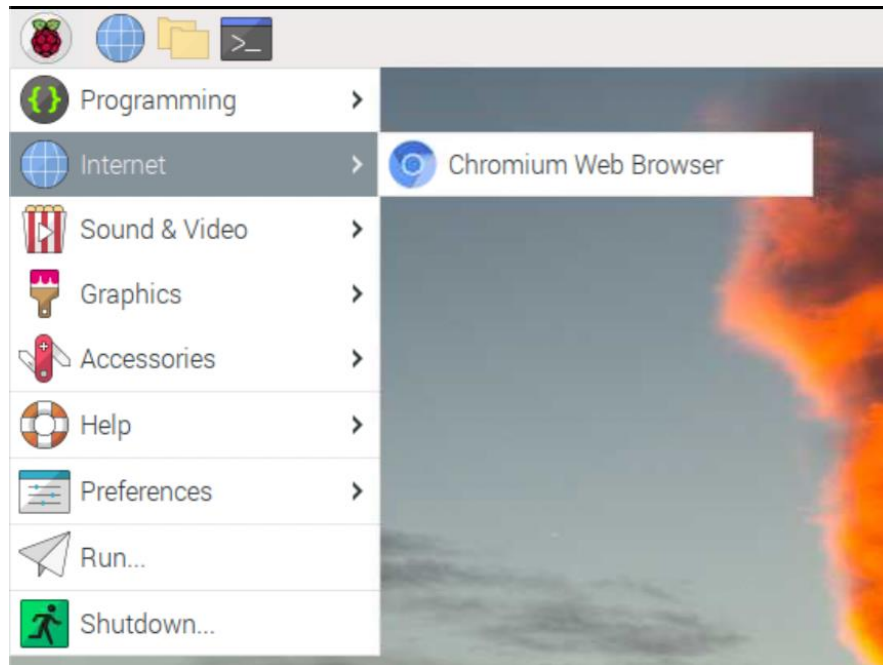 >_
Programming
Internet
Chromium Web Browser
Sound & Video
Graphics
Accessories
Help
Preferences
Run...
Shutdown...